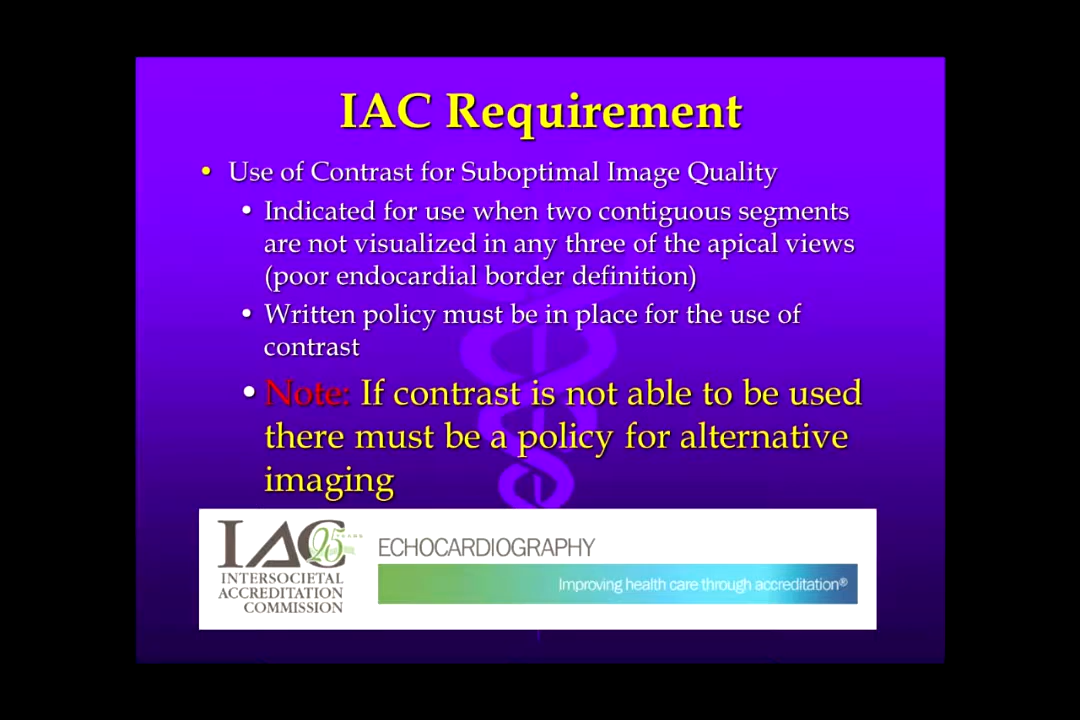 IAC Requirement
• Use of Contrast for Suboptimal Image Quality
• Indicated for use when two contiguous segments
are not visualized in any three of the apical views
(poor endocardial border definition)
• Written policy must be in place for the use of
contrast
• Note: If contrast is not able to be used
there must be a policy for alternative
imaging
IAC 25 YEARS
INTERSOCIETAL
ACCREDITATION
COMMISSION
ECHOCARDIOGRAPHY
Improving health care through accreditation®